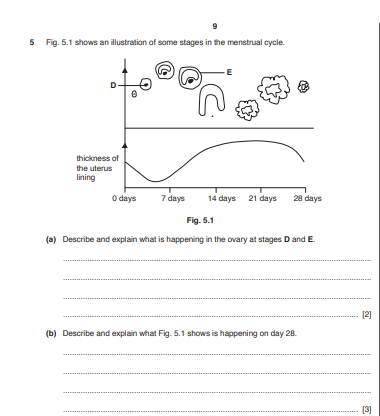 9
5 Fig. 5.1 shows an illustration of some stages in the menstrual cycle.
E
D
thickness of
the uterus
lining
0 days 7 days 14 days 21 days 28 days
Fig. 5.1
(a) Describe and explain what is happening in the ovary at stages D and E.
[2]
(b) Describe and explain what Fig. 5.1 shows is happening on day 28.
[3]